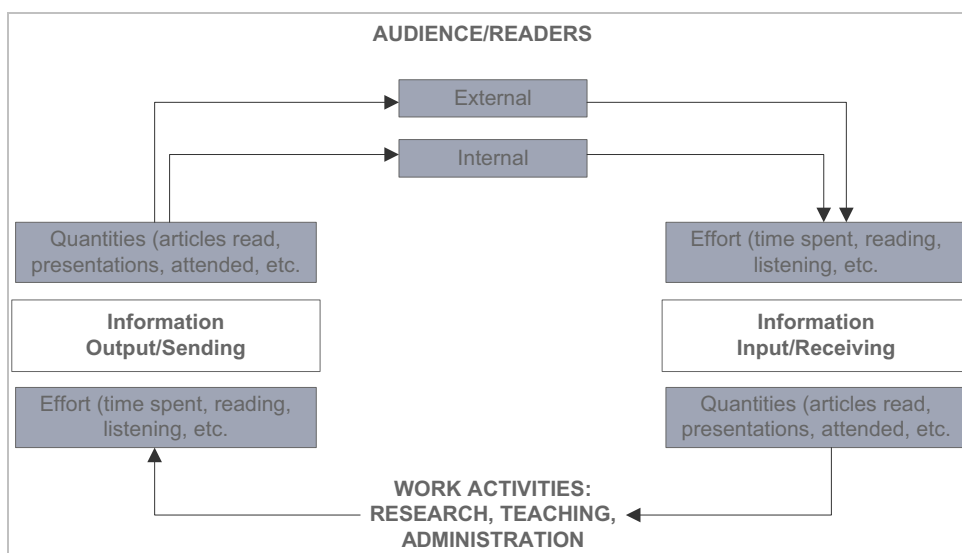 AUDIENCE/READERS
External
Internal
Quantities (articles read,
presentations, attended, etc.
Effort (time spent, reading,
listening, etc.
Information
Output/Sending
Information
Input/Receiving
Effort (time spent, reading,
listening, etc.
Quantities (articles read,
presentations, attended, etc.
WORK ACTIVITIES:
RESEARCH, TEACHING,
ADMINISTRATION